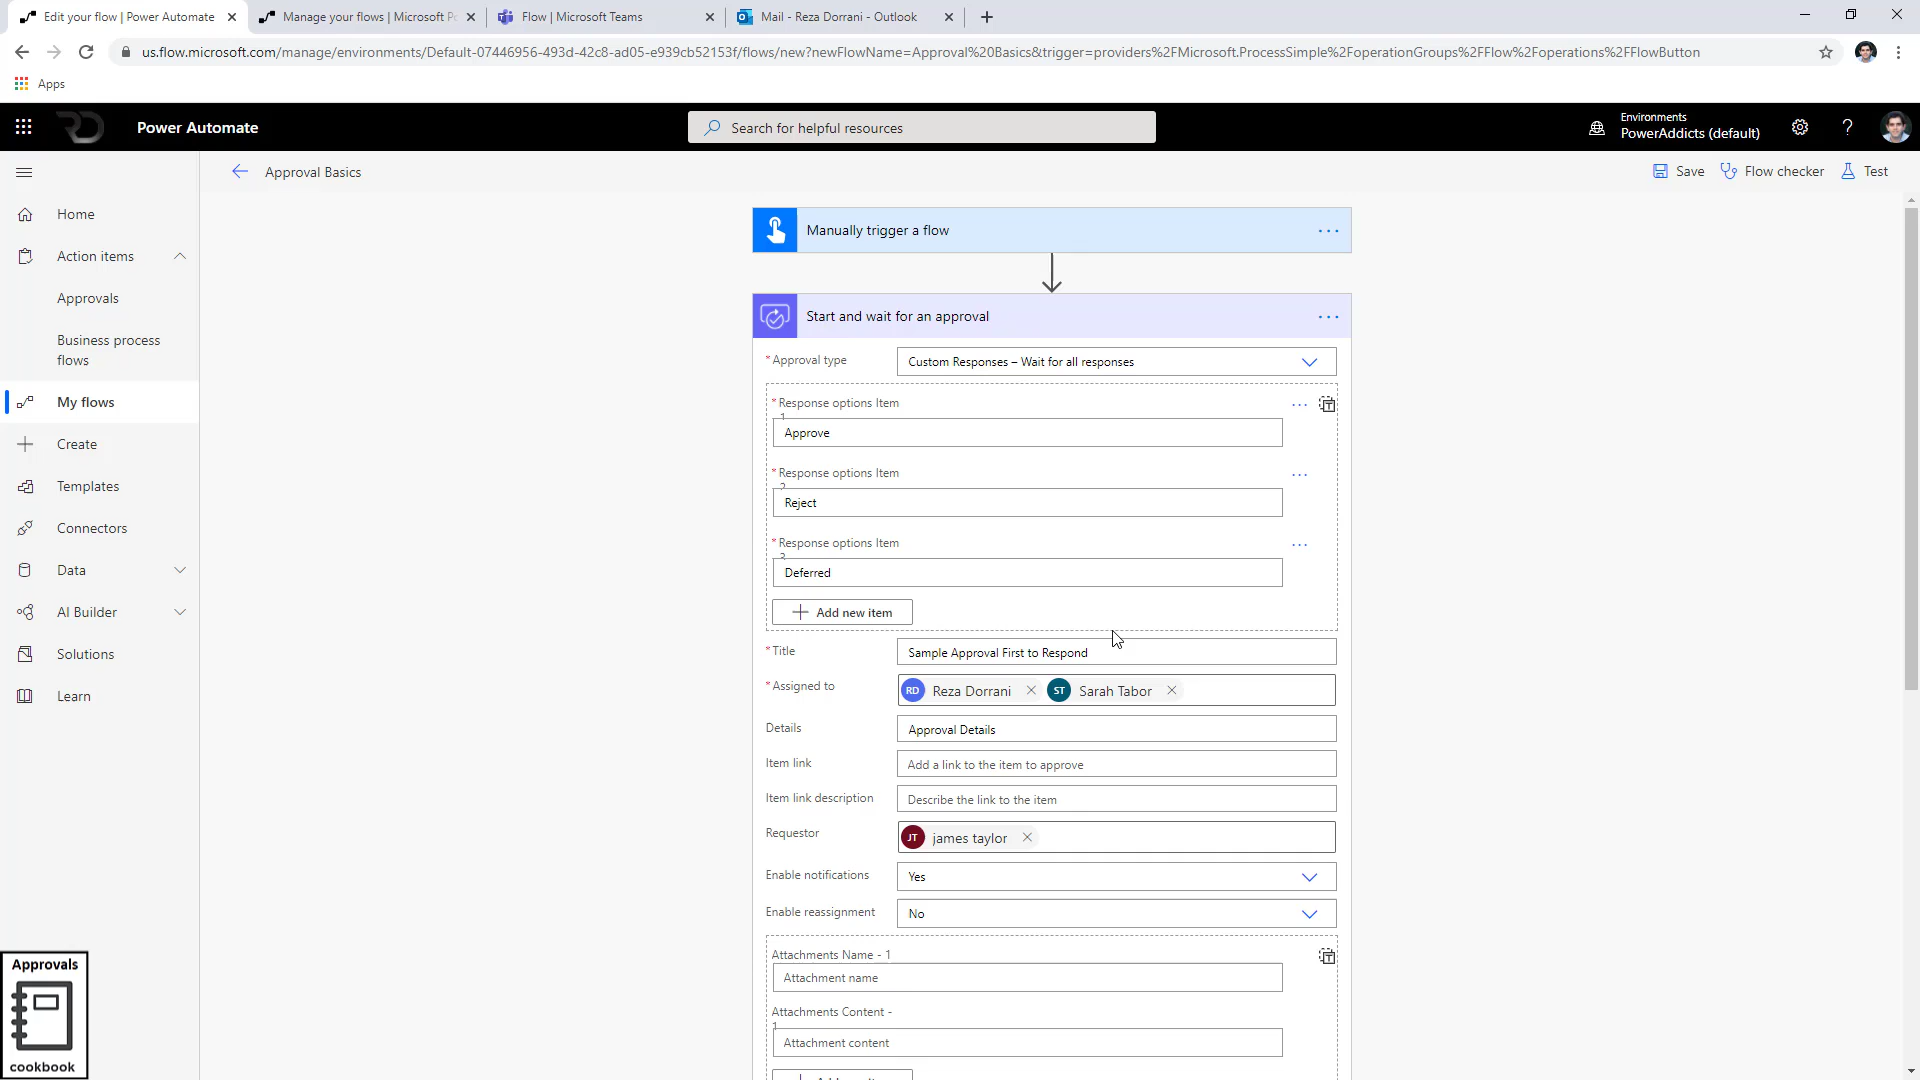 Edit your flow | Power Automate
Manage your flows | Microsoft Po
Flow | Microsoft Teams
Mail - Reza Dorrani - Outlook
us.flow.microsoft.com/manage/environments/Default-07446956-493d-42c8-ad05-e939cb52153f/flows/new?newFlowName=Approval%20Basics&trigger=providers%2FMicrosoft.ProcessSimple%2FoperationGroups%2FFlow%2Foperations%2FFlowButton
Apps
Power Automate
Search for helpful resources
Environments
PowerAddicts (default)
Approval Basics
Save
Flow checker
Test
Home
Action items
Approvals
Business process
flows
My flows
Create
Templates
Connectors
Data
AI Builder
Solutions
Learn
Manually trigger a flow
Start and wait for an approval
*Approval type
Custom Responses – Wait for all responses
*Response options Item
1
Approve
*Response options Item
2
Reject
*Response options Item
3
Deferred
Add new item
*Title
Sample Approval First to Respond
*Assigned to
RD Reza Dorrani
ST Sarah Tabor
Details
Approval Details
Item link
Add a link to the item to approve
Item link description
Describe the link to the item
Requestor
JT james taylor
Enable notifications
Yes
Enable reassignment
No
Attachments Name - 1
Attachment name
Attachments Content -
1
Attachment content
Approvals
cookbook